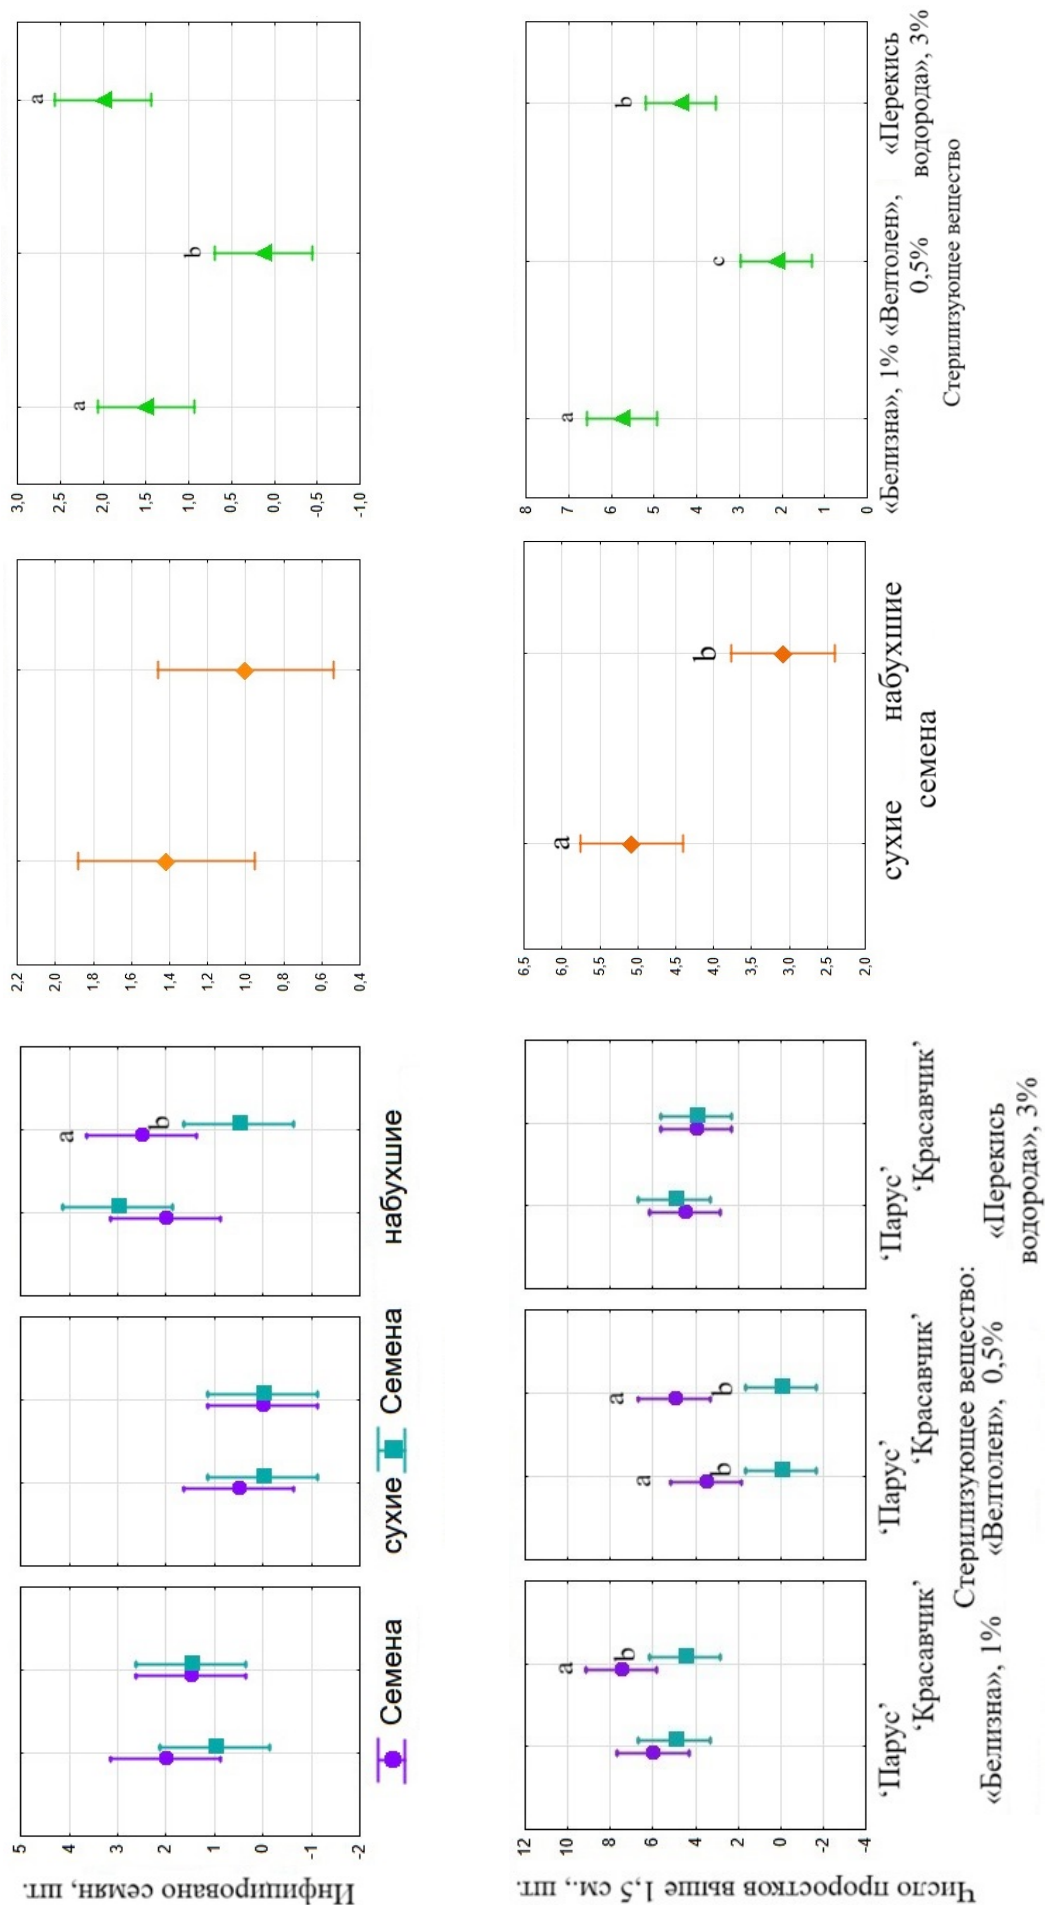 Инфицировано семян, шт.
5
4
3
2
1
0
-1
-2
a
b
2,2
2,0
1,8
1,6
1,4
1,2
1,0
0,8
0,6
0,4
3,0
2,5
2,0
1,5
1,0
0,5
0,0
-0,5
-1,0
a
b
a
Семена сухие
Семена набухшие
Число проростков выше 1,5 см., шт.
12
10
8
6
4
2
0
-2
-4
a
b
a
b
a
b
‘Парус’ ‘Красавчик’
‘Парус’ ‘Красавчик’
‘Парус’ ‘Красавчик’
Стерилизующее вещество:
«Белизна», 1%
«Велтолен», 0,5%
«Перекись
водорода», 3%
6,5
6,0
5,5
5,0
4,5
4,0
3,5
3,0
2,5
2,0
a
b
сухие набухшие
семена
8
7
6
5
4
3
2
1
0
a
c
b
«Белизна», 1% «Велтолен»,
0,5%
«Перекись
водорода», 3%
Стерилизующее вещество